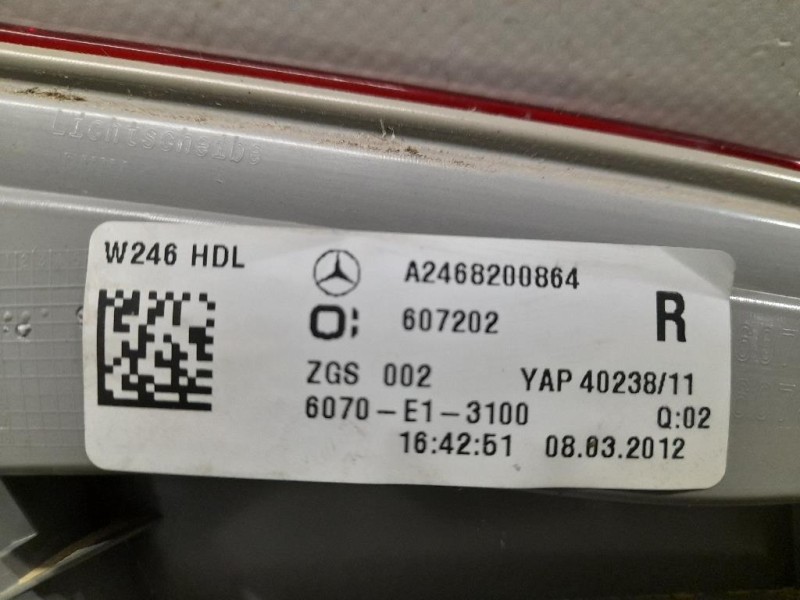 Lichtscheibe
W246 HDL
A2468200864
607202
R
ZGS 002 YAP 40238/11
6070-E1-3100 Q:02
16:42:51 08.03.2012